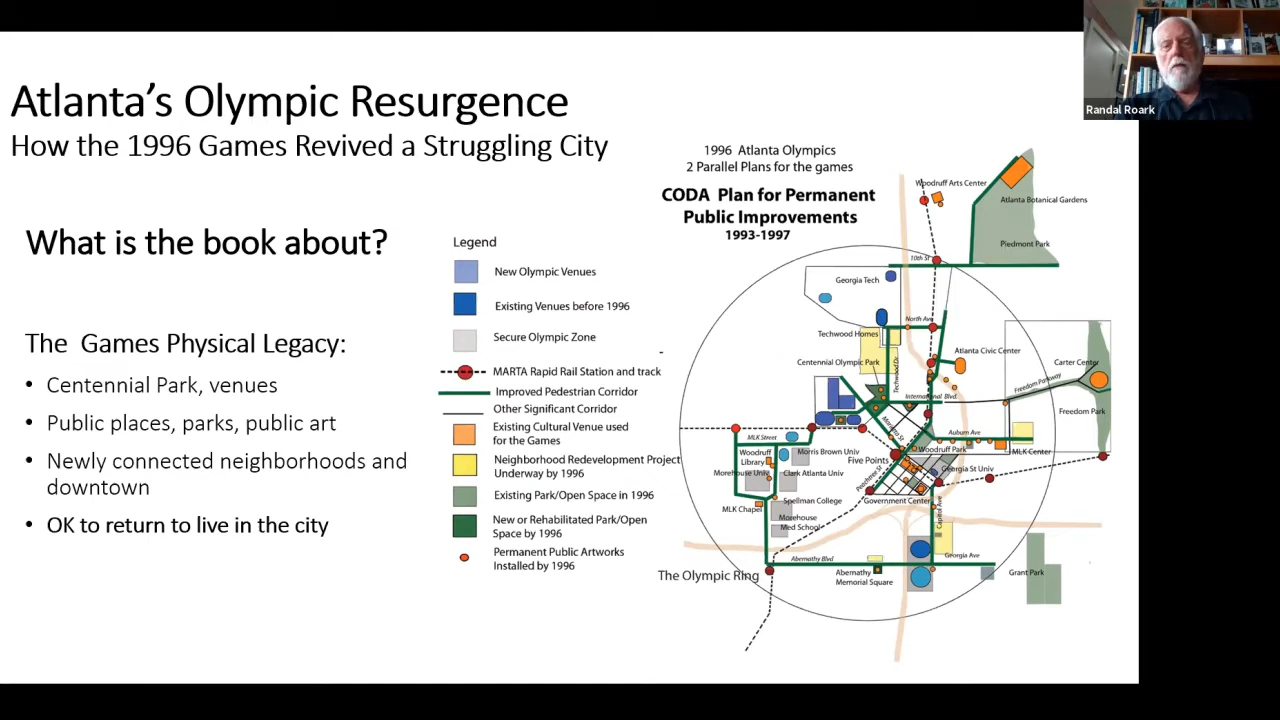 Atlanta's Olympic Resurgence
How the 1996 Games Revived a Struggling City
What is the book about?
The Games Physical Legacy:
• Centennial Park, venues
• Public places, parks, public art
• Newly connected neighborhoods and
downtown
• OK to return to live in the city
1996 Atlanta Olympics
2 Parallel Plans for the games
CODA Plan for Permanent
Public Improvements
1993-1997
Legend
New Olympic Venues
Existing Venues before 1996
Secure Olympic Zone
MARTA Rapid Rail Station and track
Improved Pedestrian Corridor
Other Significant Corridor
Existing Cultural Venue used
for the Games
Neighborhood Redevelopment Project
Underway by 1996
Existing Park/Open Space in 1996
New or Rehabilitated Park/Open
Space by 1996
Permanent Public Artworks
Installed by 1996
Woodruff Arts Center
Atlanta Botanical Gardens
Piedmont Park
10th St
Georgia Tech
North Ave
Techwood Homes
Atlanta Civic Center
Centennial Olympic Park
Techwood Dr
Carter Center
Freedom Parkway
International Blvd
Freedom Park
Marietta St
Auburn Ave
MLK Street
Morris Brown Univ
Woodruff Park
MLK Center
Woodruff
Library
Five Points
Morehouse Univ
Clark Atlanta Univ
Georgia St Univ
Peachtree St
Spellman College
Government Center
MLK Chapel
Morehouse
Med School
Capitol Ave
Abernathy Blvd
Georgia Ave
The Olympic Ring
Abernathy
Memorial Square
Grant Park
Randal Roark